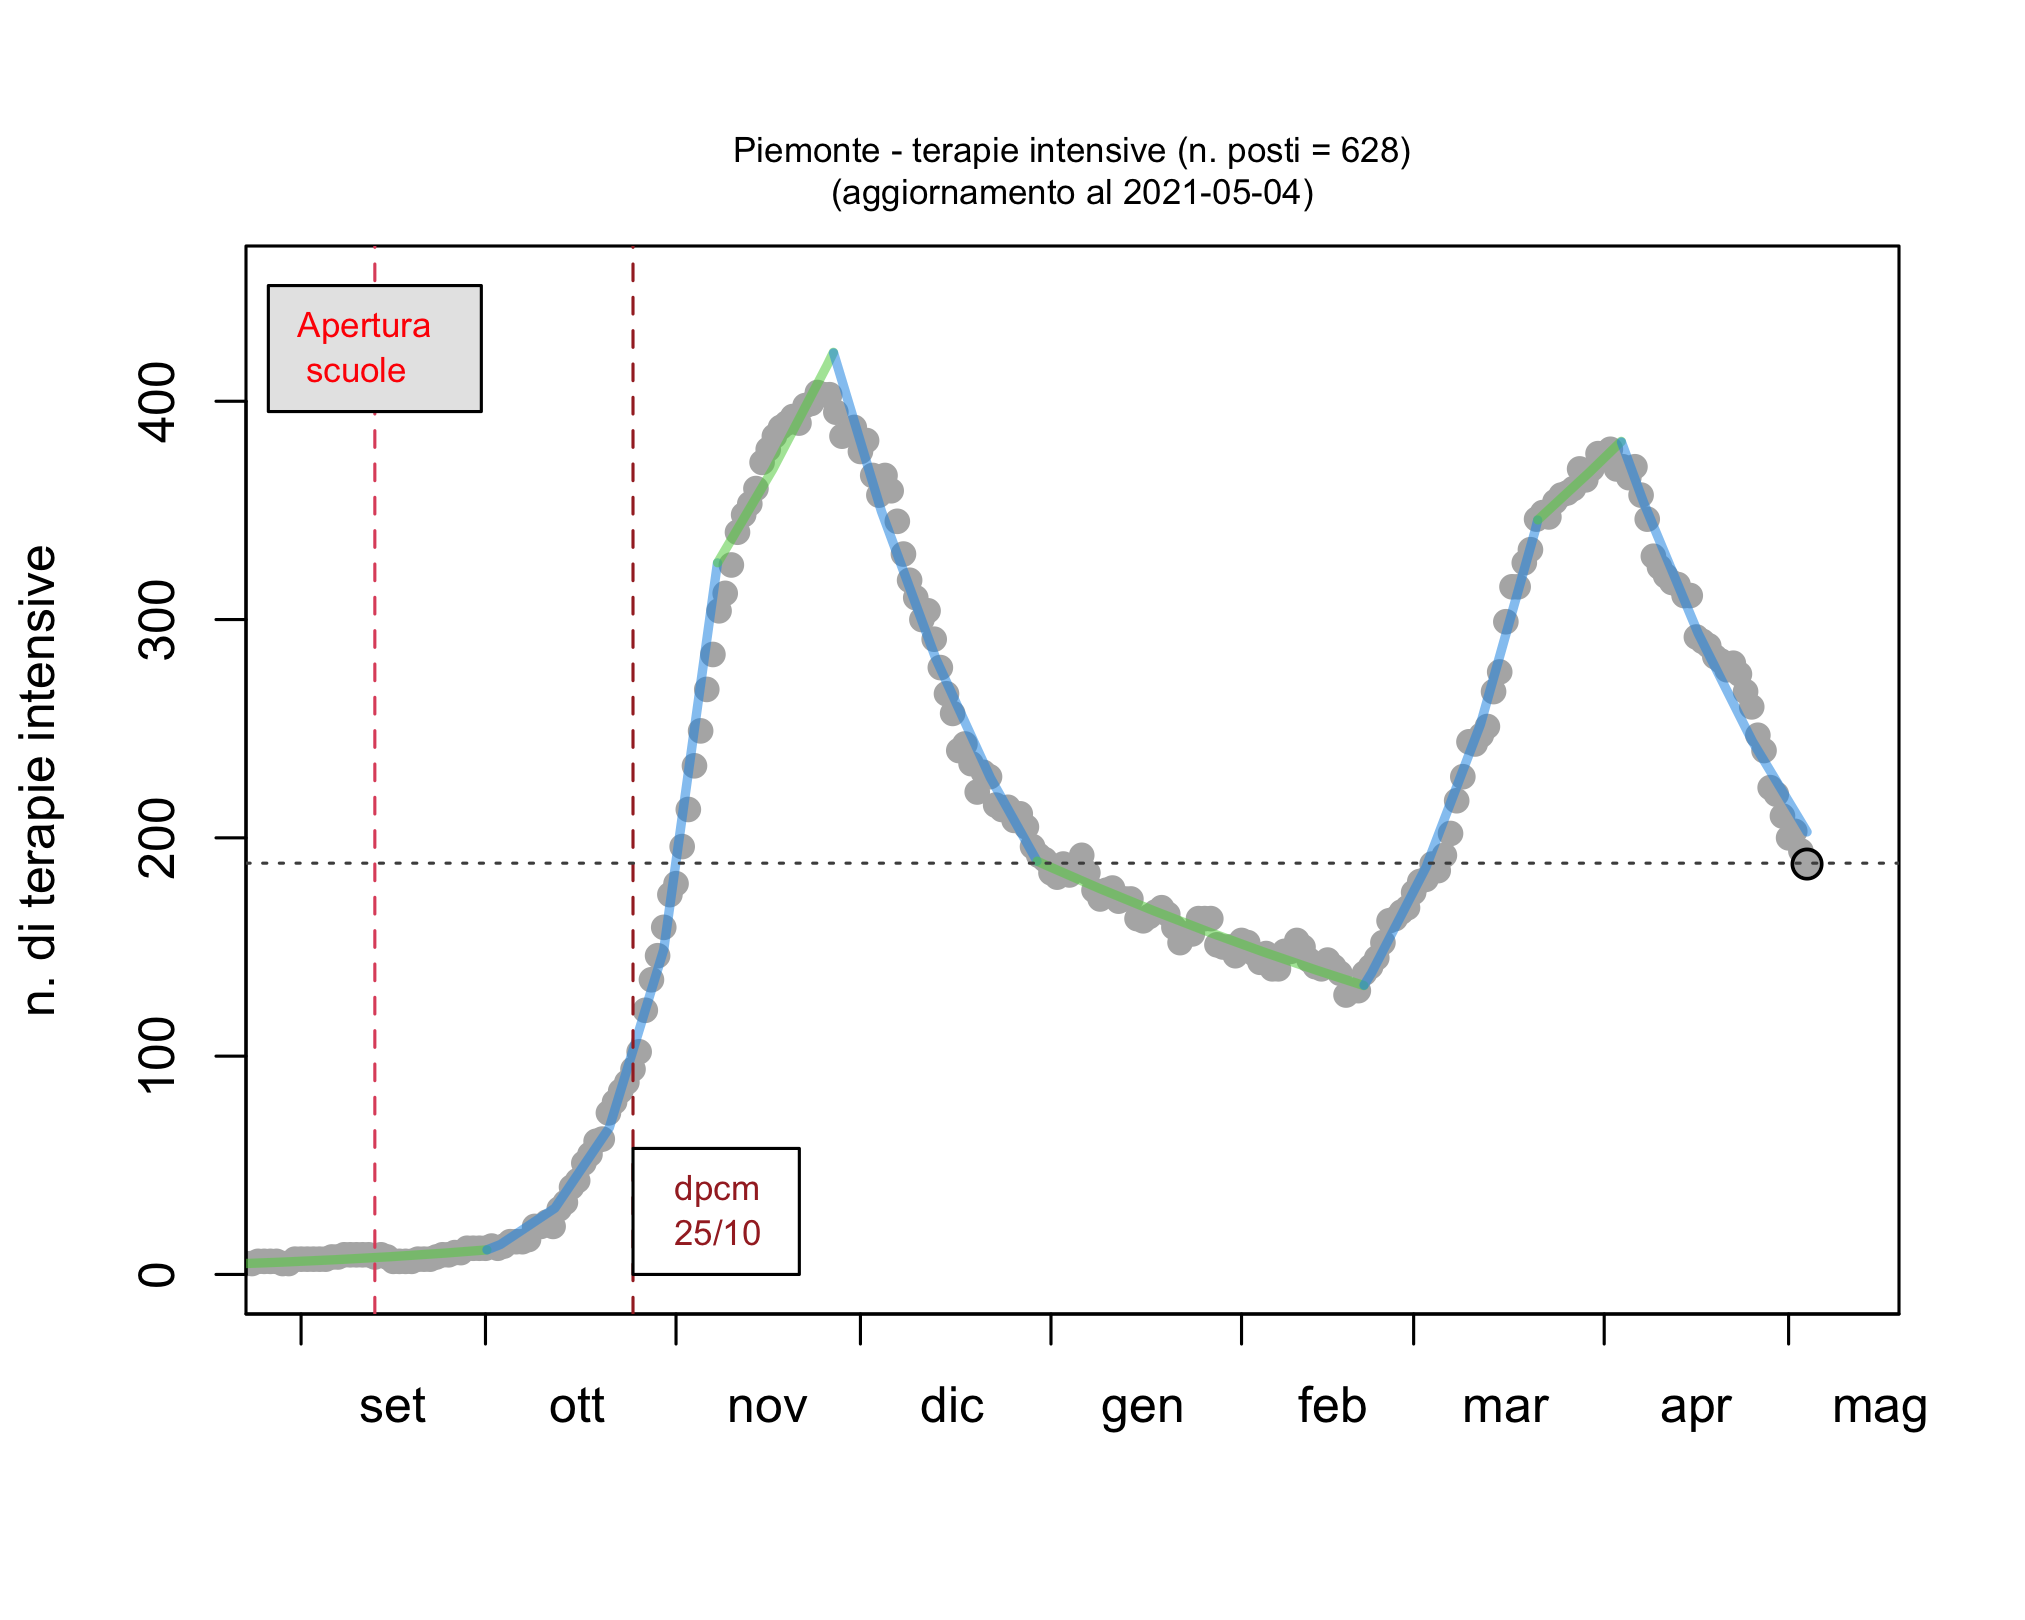 Piemonte - terapie intensive (n. posti = 628)
(aggiornamento al 2021-05-04)
Apertura
scuole
n. di terapie intensive
400
300
200
100
0
dpcm
25/10
set ott nov dic gen feb mar apr mag